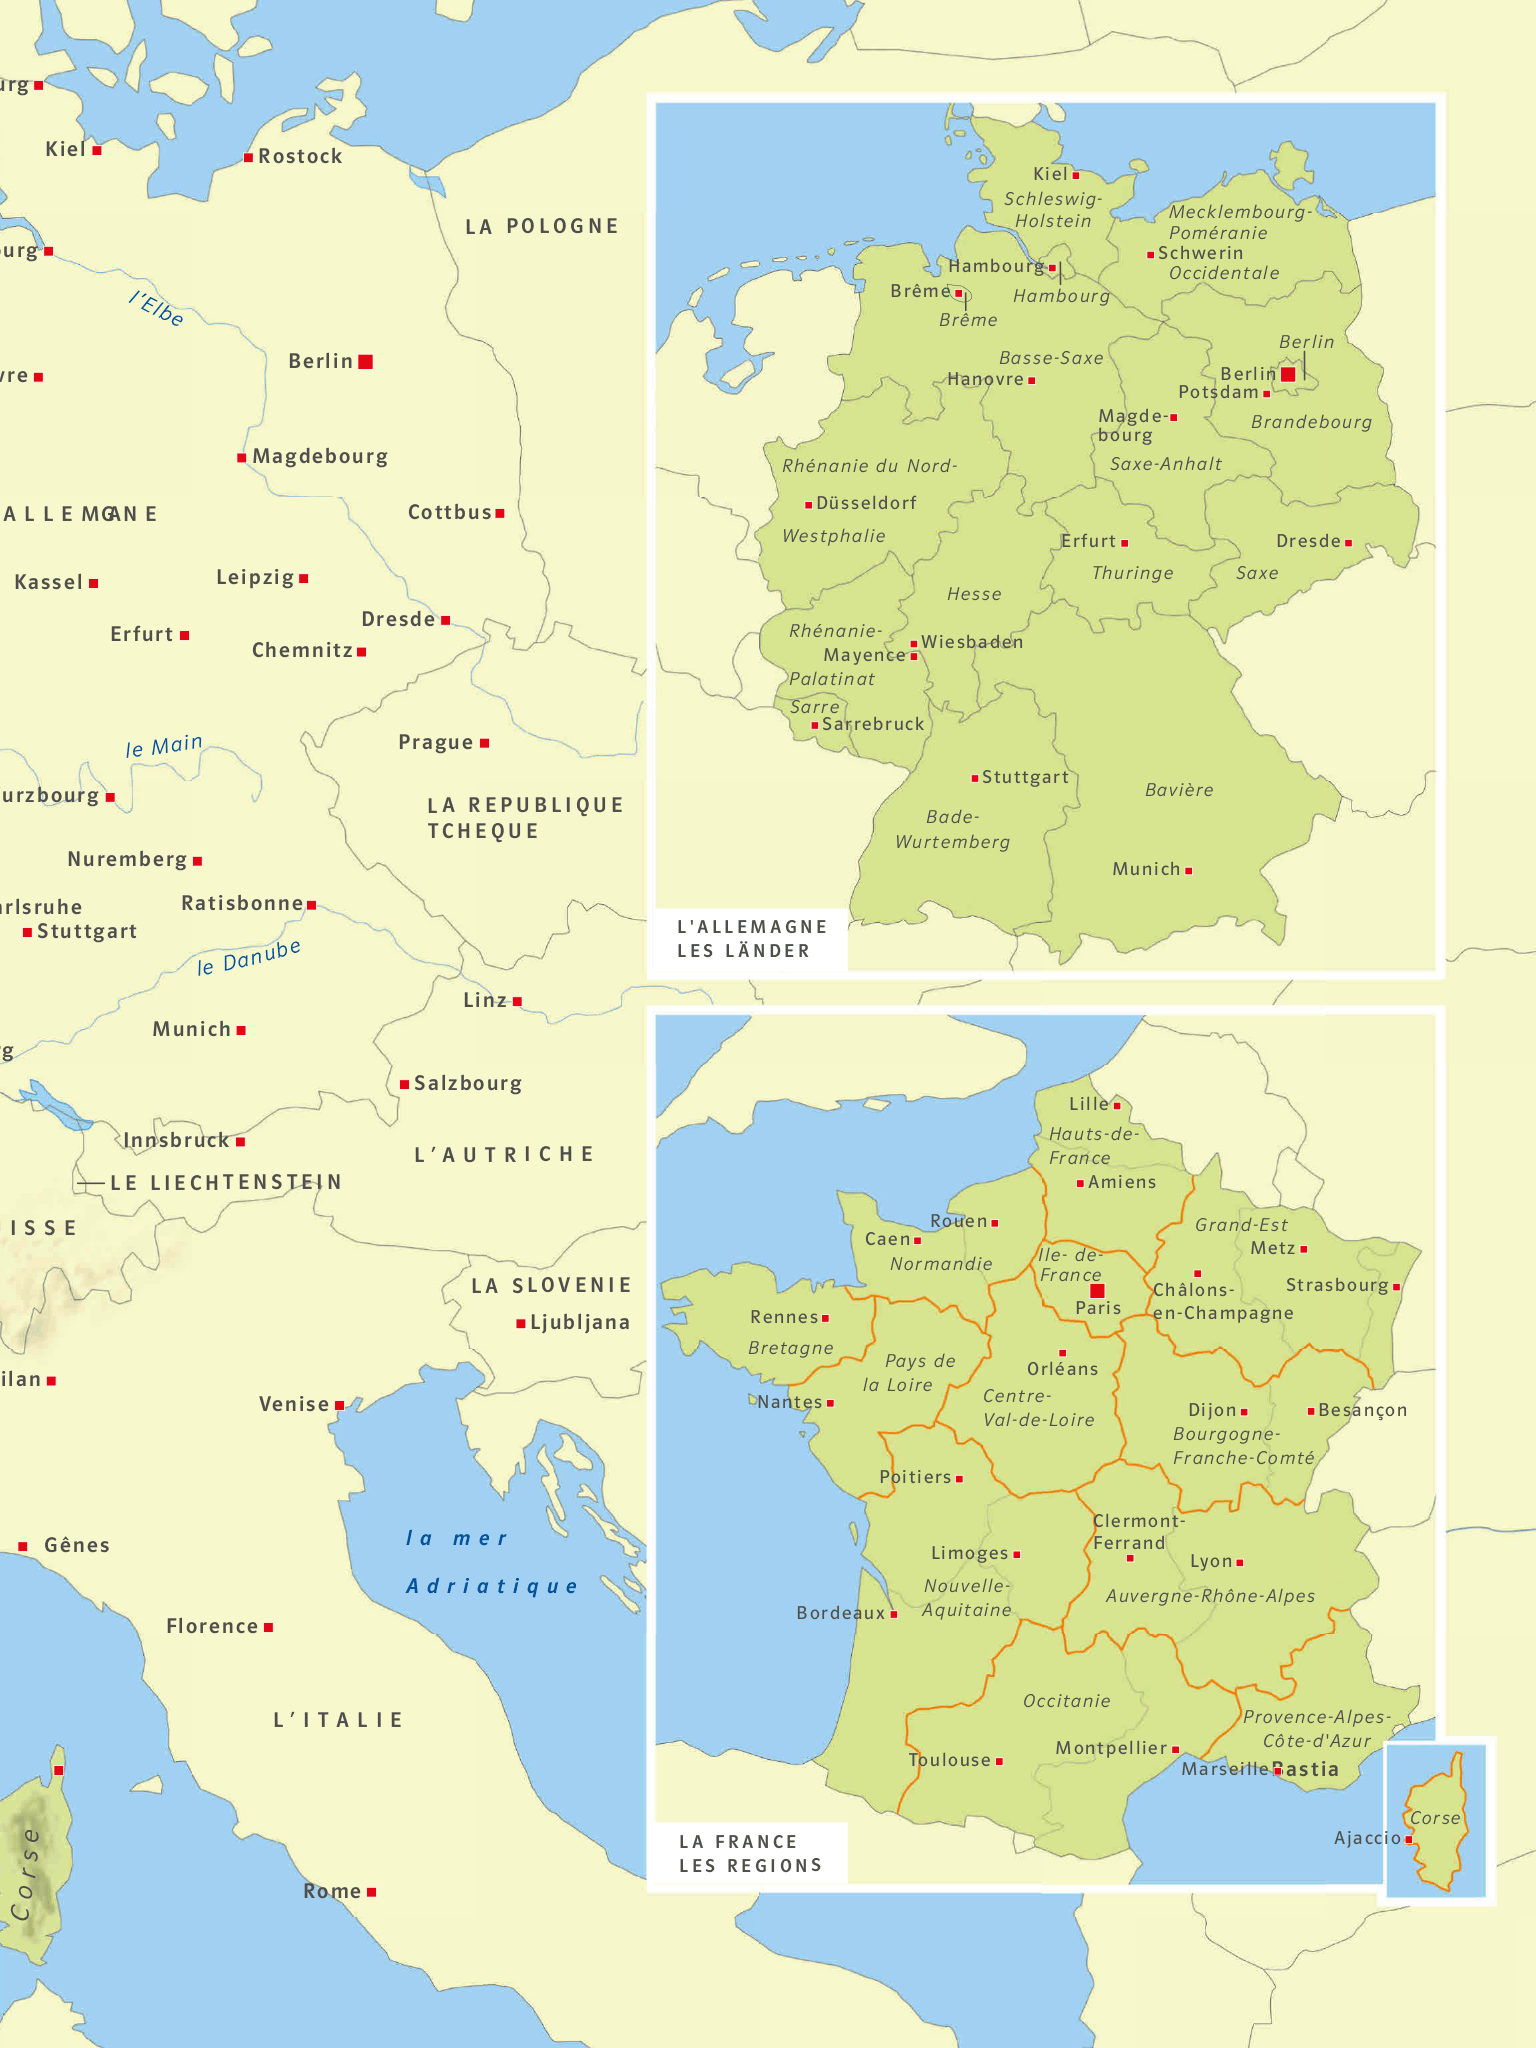 urg
Kiel
Rostock
LA POLOGNE
ourg
l'Elbe
Berlin
vre
Magdebourg
ALLEMAGNE
Cottbus
Kassel
Leipzig
Erfurt
Dresde
Chemnitz
le Main
Prague
urzbourg
LA REPUBLIQUE
TCHEQUE
Nuremberg
arlsruhe
Ratisbonne
Stuttgart
le Danube
Linz
Munich
rg
Salzbourg
Innsbruck
L'AUTRICHE
LE LIECHTENSTEIN
ISSE
LA SLOVENIE
Ljubljana
ilan
Venise
la mer
Adriatique
Gênes
Florence
L'ITALIE
Corse
Rome
Kiel
Schleswig-
Holstein
Mecklembourg-
Poméranie
Occidentale
Schwerin
Hambourg
Hambourg
Brême
Brême
Basse-Saxe
Hanovre
Berlin
Berlin
Potsdam
Brandebourg
Magde-
bourg
Saxe-Anhalt
Rhénanie du Nord-
Düsseldorf
Westphalie
Erfurt
Thuringe
Dresde
Saxe
Hesse
Rhénanie-
Wiesbaden
Mayence
Palatinat
Sarre
Sarrebruck
Stuttgart
Bade-
Wurtemberg
Bavière
Munich
L'ALLEMAGNE
LES LÄNDER
Lille
Hauts-de-
France
Amiens
Rouen
Caen
Normandie
Ile- de-
France
Paris
Grand-Est
Metz
Châlons-
en-Champagne
Strasbourg
Rennes
Bretagne
Pays de
la Loire
Nantes
Orléans
Centre-
Val-de-Loire
Dijon
Besançon
Bourgogne-
Franche-Comté
Poitiers
Limoges
Nouvelle-
Aquitaine
Bordeaux
Clermont-
Ferrand
Lyon
Auvergne-Rhône-Alpes
Occitanie
Toulouse
Montpellier
Provence-Alpes-
Côte-d'Azur
Marseille
Bastia
Corse
Ajaccio
LA FRANCE
LES REGIONS